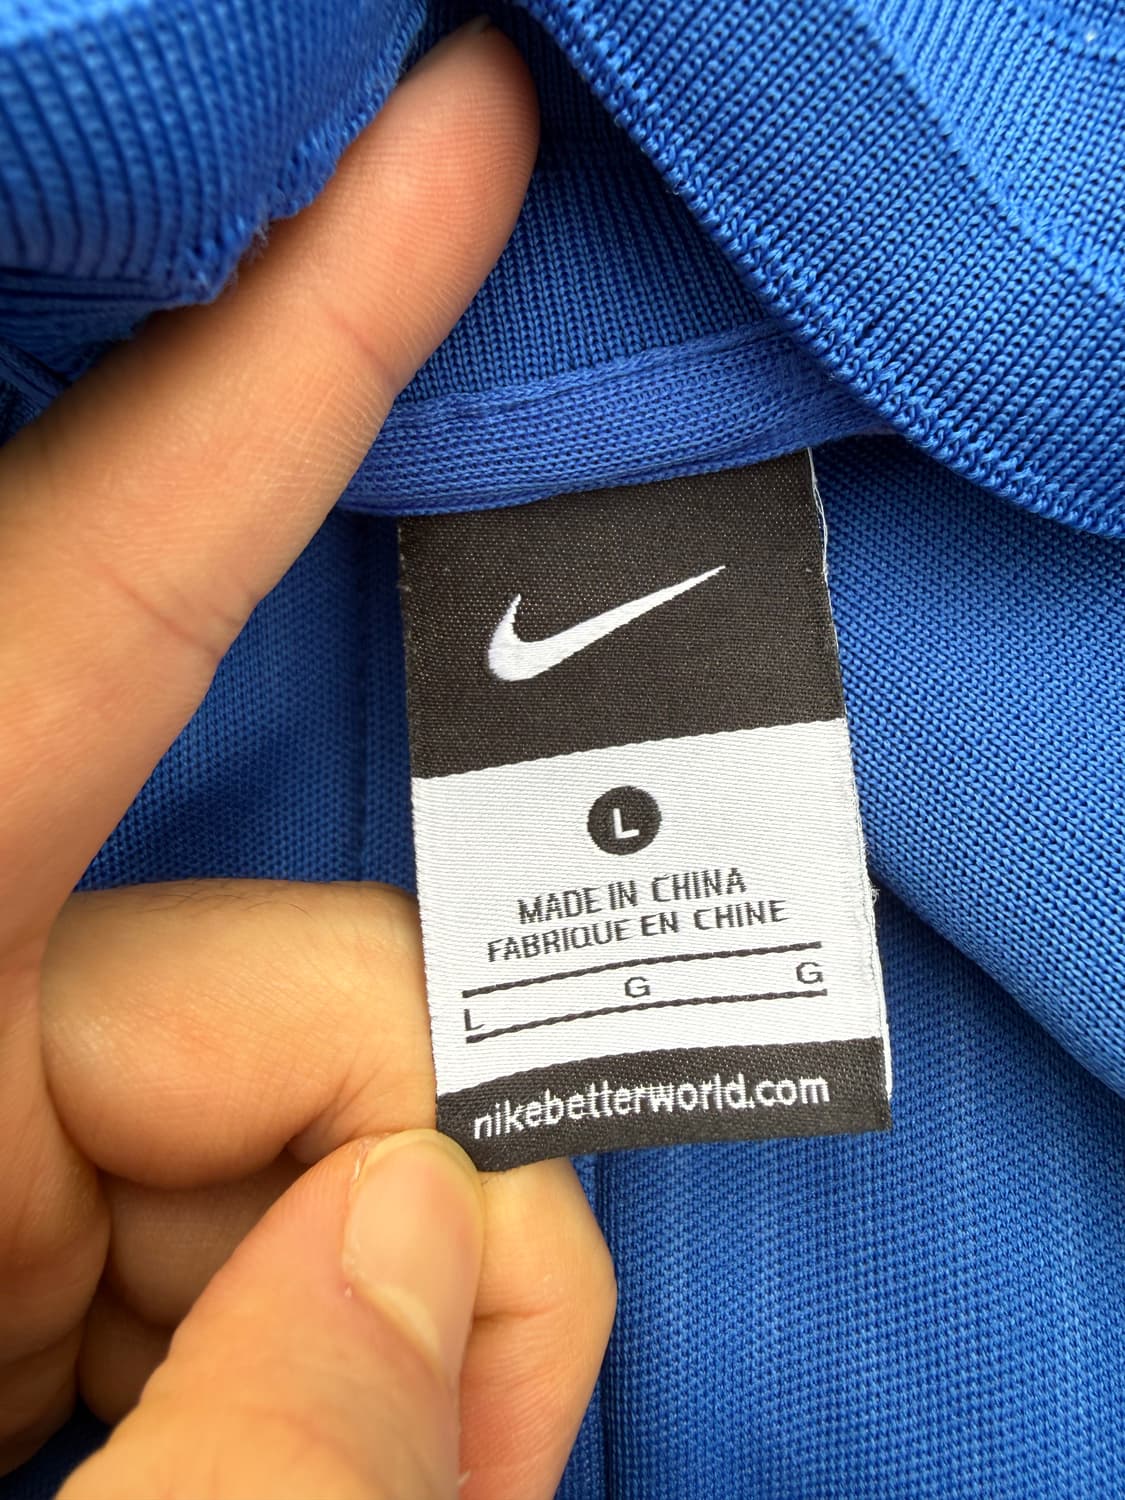 L
MADE IN CHINA
FABRIQUE EN CHINE
L G G
nikebetterworld.com